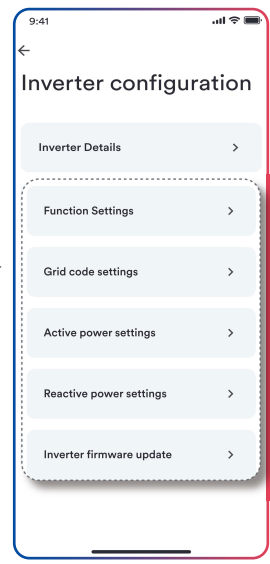 9:41
Inverter configuration
Inverter Details
Function Settings
Grid code settings
Active power settings
Reactive power settings
Inverter firmware update